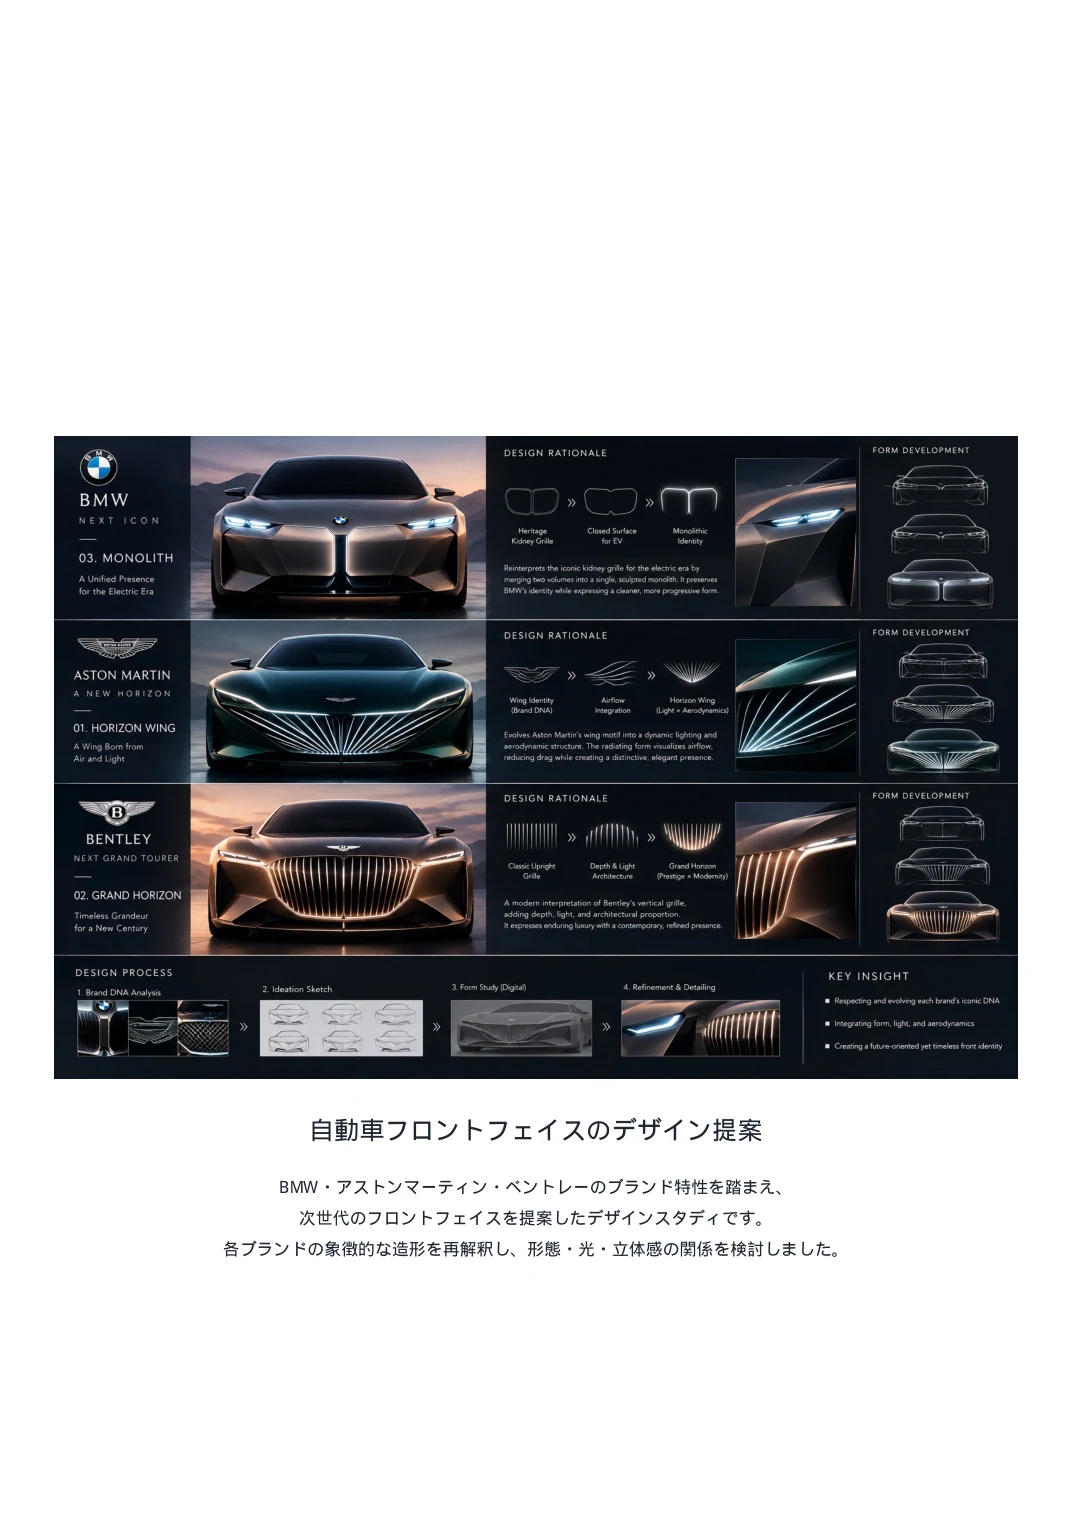 BMW
BMW
NEXT ICON
03. MONOLITH
A Unified Presence
for the Electric Era
DESIGN RATIONALE
Heritage
Kidney Grille
Closed Surface
for EV
Monolithic
Identity
Reinterprets the iconic kidney grille for the electric era by
merging two volumes into a single, sculpted monolith. It preserves
BMW's identity while expressing a cleaner, more progressive form.
FORM DEVELOPMENT
ASTON MARTIN
ASTON MARTIN
A NEW HORIZON
01. HORIZON WING
A Wing Born from
Air and Light
DESIGN RATIONALE
Wing Identity
(Brand DNA)
Airflow
Integration
Horizon Wing
(Light × Aerodynamics)
Evolves Aston Martin's wing motif into a dynamic lighting and
aerodynamic structure. The radiating form visualizes airflow,
reducing drag while creating a distinctive, elegant presence.
FORM DEVELOPMENT
B
BENTLEY
NEXT GRAND TOURER
02. GRAND HORIZON
Timeless Grandeur
for a New Century
DESIGN RATIONALE
Classic Upright
Grille
Depth & Light
Architecture
Grand Horizon
(Prestige × Modernity)
A modern interpretation of Bentley's vertical grille,
adding depth, light, and architectural proportion.
It expresses enduring luxury with a contemporary, refined presence.
FORM DEVELOPMENT
DESIGN PROCESS
1. Brand DNA Analysis
2. Ideation Sketch
3. Form Study (Digital)
4. Refinement & Detailing
KEY INSIGHT
■ Respecting and evolving each brand's iconic DNA
■ Integrating form, light, and aerodynamics
■ Creating a future-oriented yet timeless front identity
自動車フロントフェイスのデザイン提案
BMW・アストンマーティン・ベントレーのブランド特性を踏まえ、
次世代のフロントフェイスを提案したデザインスタディです。
各ブランドの象徴的な造形を再解釈し、形態・光・立体感の関係を検討しました。